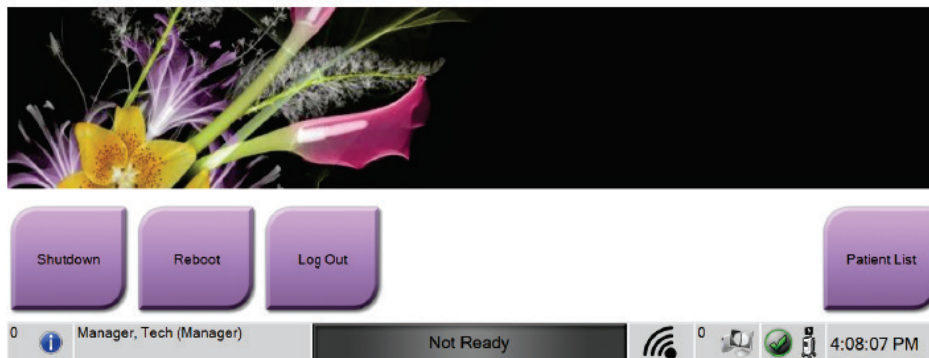 Shutdown
Reboot
Log Out
Patient List
0
Manager, Tech (Manager)
Not Ready
0
4:08:07 PM